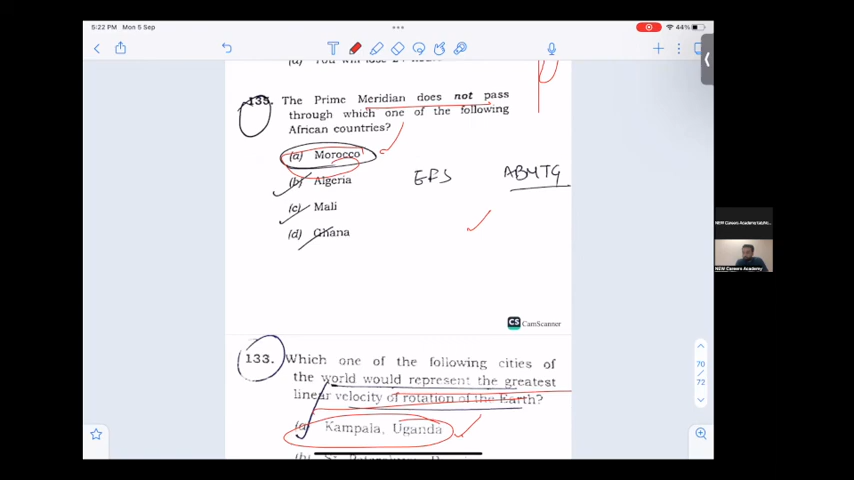 5:22 PM Mon 5 Sep
44%
135. The Prime Meridian does not pass
through which one of the following
African countries?
(a) Morocco
(b) Algeria
EFS
ABMTG
(c) Mali
(d) Ghana
NEW Careers Academy
CS CamScanner
133. Which one of the following cities of
the world would represent the greatest
linear velocity of rotation of the Earth?
(a) Kampala, Uganda
70
72